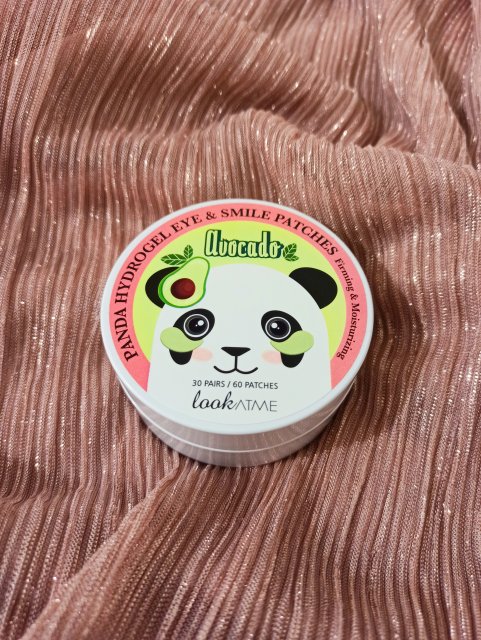 PANDA HYDROGEL EYE & SMILE PATCHES
Firming & Moisturizing
Avocado
30 PAIRS / 60 PATCHES
lookATME